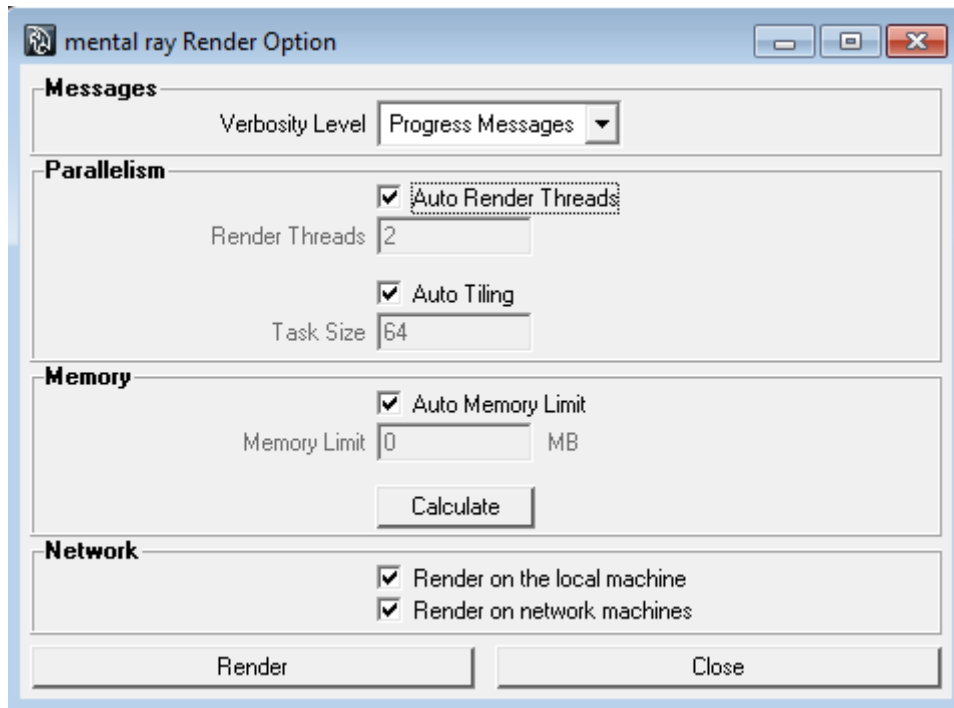 mental ray Render Option
Messages
Verbosity Level Progress Messages
Parallelism
Auto Render Threads
Render Threads 2
Auto Tiling
Task Size 64
Memory
Auto Memory Limit
Memory Limit 0 MB
Calculate
Network
Render on the local machine
Render on network machines
Render Close